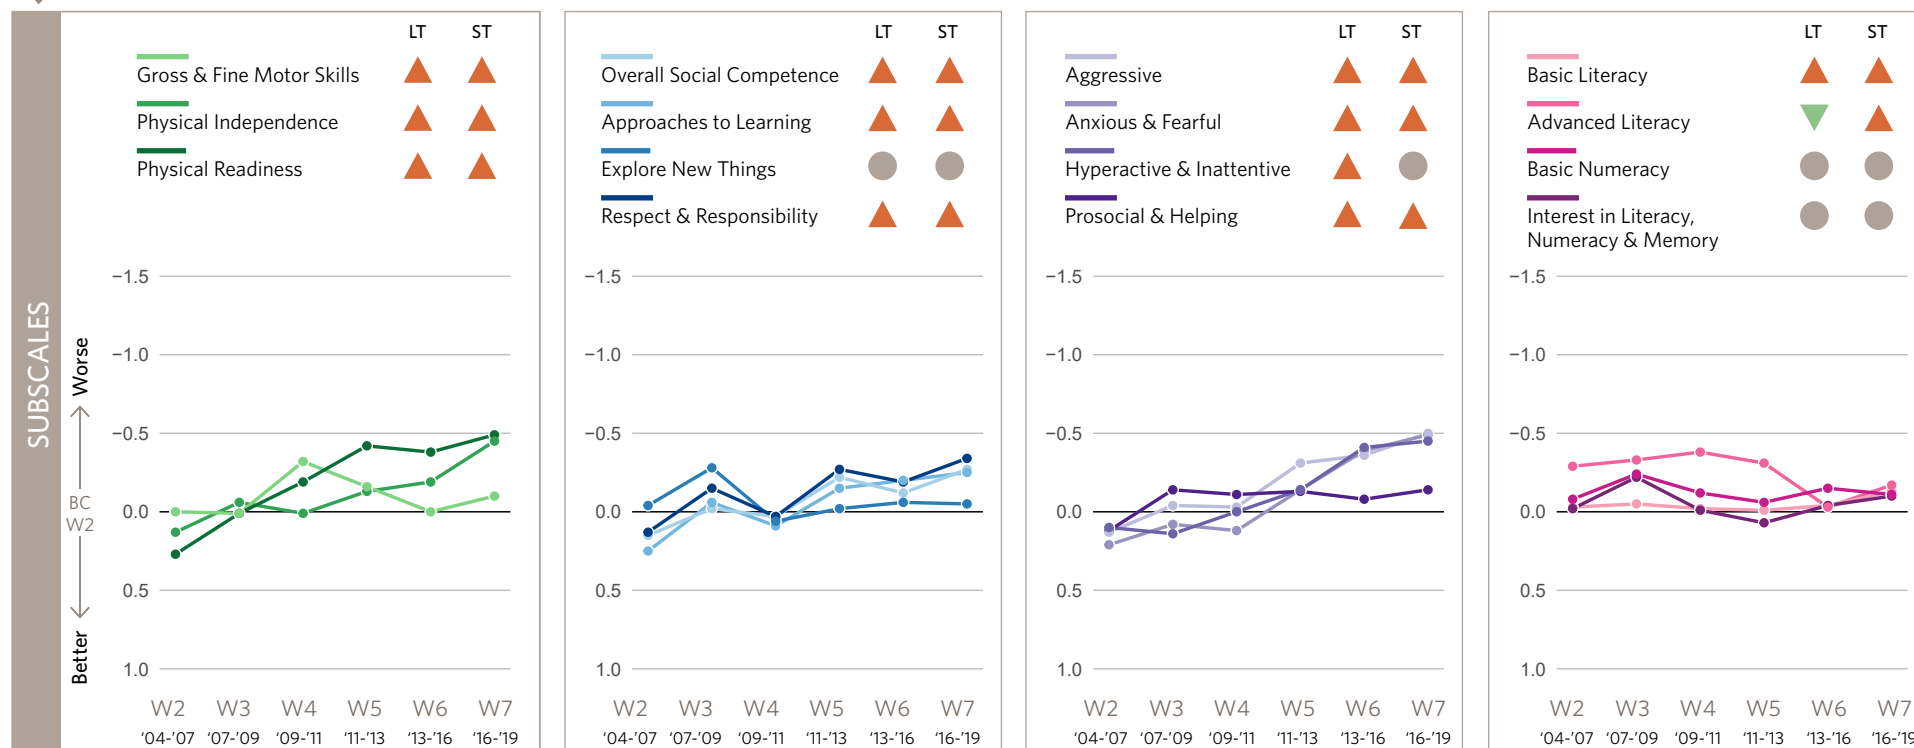 SUBSCALES
Worse
BC
W2
Better
LT ST
Gross & Fine Motor Skills
Physical Independence
Physical Readiness
−1.5
−1.0
−0.5
0.0
0.5
1.0
W2 W3 W4 W5 W6 W7
‘04-’07 ‘07-’09 ‘09-’11 ‘11-’13 ‘13-’16 ‘16-’19
LT ST
Overall Social Competence
Approaches to Learning
Explore New Things
Respect & Responsibility
−1.5
−1.0
−0.5
0.0
0.5
1.0
W2 W3 W4 W5 W6 W7
‘04-’07 ‘07-’09 ‘09-’11 ‘11-’13 ‘13-’16 ‘16-’19
LT ST
Aggressive
Anxious & Fearful
Hyperactive & Inattentive
Prosocial & Helping
−1.5
−1.0
−0.5
0.0
0.5
1.0
W2 W3 W4 W5 W6 W7
‘04-’07 ‘07-’09 ‘09-’11 ‘11-’13 ‘13-’16 ‘16-’19
LT ST
Basic Literacy
Advanced Literacy
Basic Numeracy
Interest in Literacy,
Numeracy & Memory
−1.5
−1.0
−0.5
0.0
0.5
1.0
W2 W3 W4 W5 W6 W7
‘04-’07 ‘07-’09 ‘09-’11 ‘11-’13 ‘13-’16 ‘16-’19